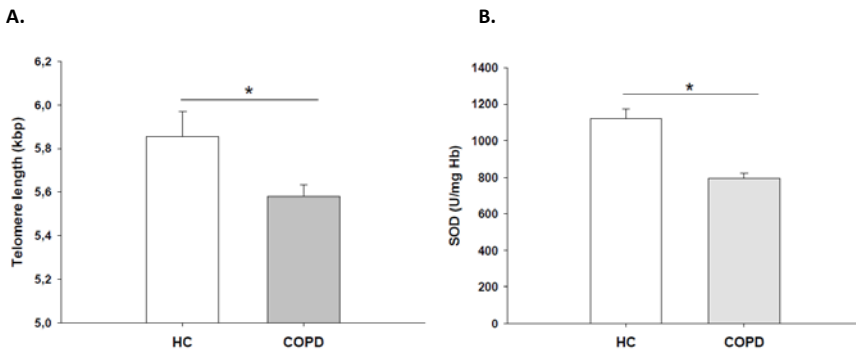 A.
B.
6,2
6,0
5,8
5,6
5,4
5,2
5,0
Telomere length (kbp)
*
HC
COPD
1400
1200
1000
800
600
400
200
0
SOD (U/mg Hb)
*
HC
COPD